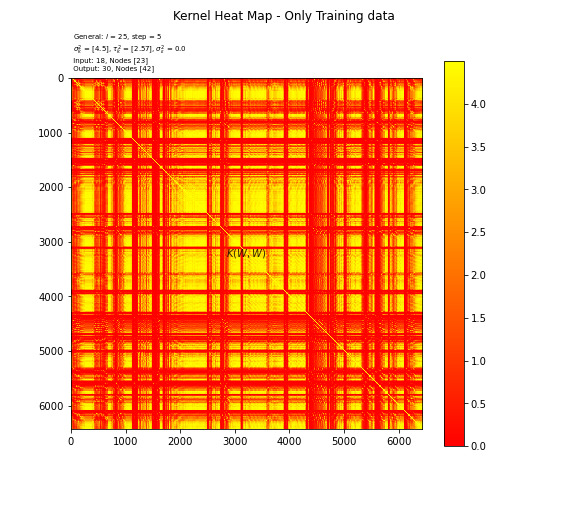 Kernel Heat Map - Only Training data
General: l = 25, step = 5
σ_f^2 = [4.5], τ_f^2 = [2.57], σ_ε^2 = 0.0
Input: 18, Nodes [23]
Output: 30, Nodes [42]
0
1000
2000
3000
4000
5000
6000
K(W, W)
0 1000 2000 3000 4000 5000 6000
4.0
3.5
3.0
2.5
2.0
1.5
1.0
0.5
0.0